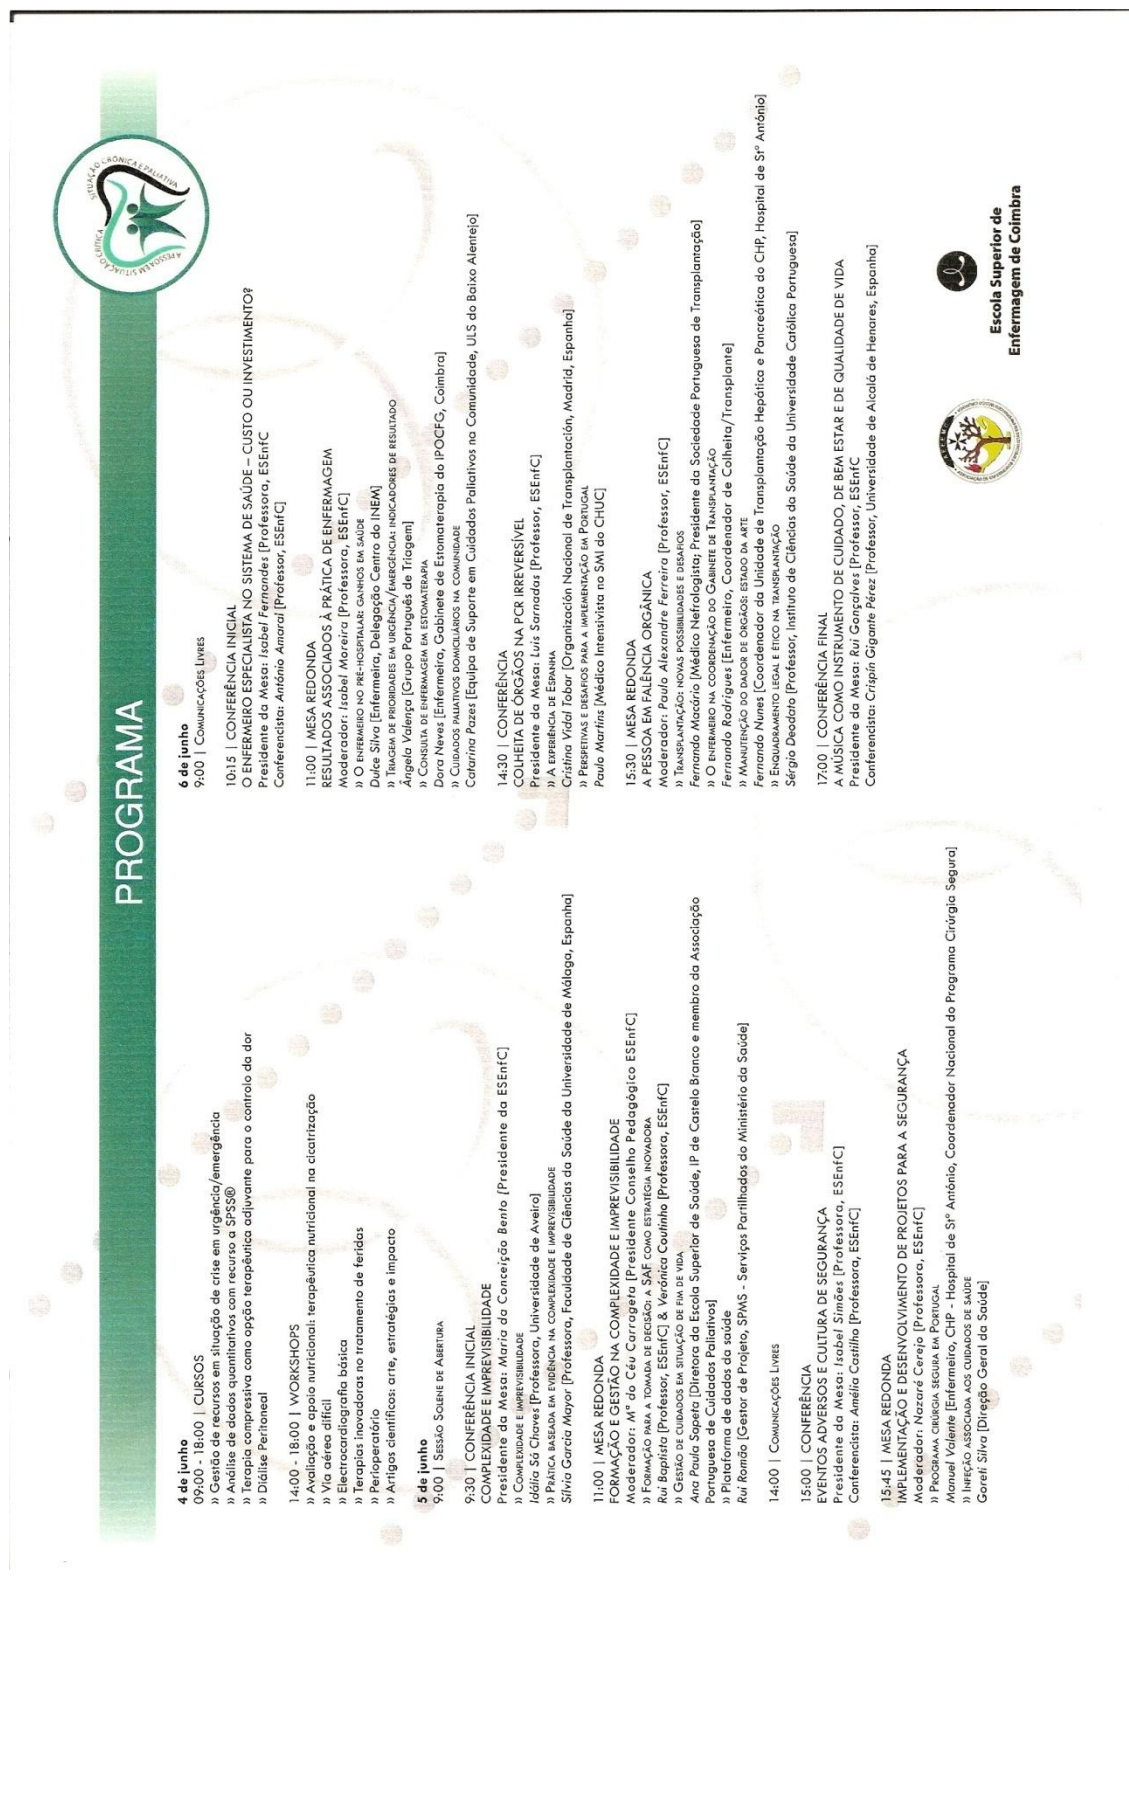 PROGRAMA
4 de junho
09:00 - 18:00 | CURSOS
» Gestão de recursos em situação de crise em urgência/emergência
» Análise de dados quantitativos com recurso a SPSS®
» Terapia compressiva como opção terapêutica adjuvante para o controlo da dor
» Diálise Peritoneal
14:00 - 18:00 | WORKSHOPS
» Avaliação e apoio nutricional: terapêutica nutricional na cicatrização
» Via aérea difícil
» Electrocardiografia básica
» Terapias inovadoras no tratamento de feridas
» Perioperatório
» Artigos científicos: arte, estratégias e impacto
5 de junho
9:00 | SESSÃO SOLENE DE ABERTURA
9:30 | CONFERÊNCIA INICIAL
COMPLEXIDADE E IMPREVISIBILIDADE
Presidente da Mesa: Maria da Conceição Bento [Presidente da ESEnfC]
» COMPLEXIDADE E IMPREVISIBILIDADE
Idália Sá Chaves [Professora, Universidade de Aveiro]
» PRÁTICA BASEADA EM EVIDÊNCIA NA COMPLEXIDADE E IMPREVISIBILIDADE
Silvia García Mayor [Professora, Faculdade de Ciências da Saúde da Universidade de Málaga, Espanha]
11:00 | MESA REDONDA
FORMAÇÃO E GESTÃO NA COMPLEXIDADE E IMPREVISIBILIDADE
Moderador: Mª do Céu Carrageta [Presidente Conselho Pedagógico ESEnfC]
» FORMAÇÃO PARA A TOMADA DE DECISÃO: A SAF COMO ESTRATÉGIA INOVADORA
Rui Baptista [Professor, ESEnfC] & Verónica Coutinho [Professora, ESEnfC]
» GESTÃO DE CUIDADOS EM SITUAÇÃO DE FIM DE VIDA
Ana Paula Sapeta [Diretora da Escola Superior de Saúde, IP de Castelo Branco e membro da Associação
Portuguesa de Cuidados Paliativos]
» Plataforma de dados da saúde
Rui Romão [Gestor de Projeto, SPMS - Serviços Partilhados do Ministério da Saúde]
14:00 | COMUNICAÇÕES LIVRES
15:00 | CONFERÊNCIA
EVENTOS ADVERSOS E CULTURA DE SEGURANÇA
Presidente da Mesa: Isabel Simões [Professora, ESEnfC]
Conferencista: Amélia Castilho [Professora, ESEnfC]
15:45 | MESA REDONDA
IMPLEMENTAÇÃO E DESENVOLVIMENTO DE PROJETOS PARA A SEGURANÇA
Moderador: Nazaré Cerejo [Professora, ESEnfC]
» PROGRAMA CIRURGIA SEGURA EM PORTUGAL
Manuel Valente [Enfermeiro, CHP - Hospital de Stº António, Coordenador Nacional do Programa Cirúrgia Segura]
» INFEÇÃO ASSOCIADA AOS CUIDADOS DE SAÚDE
Goreti Silva [Direção Geral da Saúde]
6 de junho
9:00 | COMUNICAÇÕES LIVRES
10:15 | CONFERÊNCIA INICIAL
O ENFERMEIRO ESPECIALISTA NO SISTEMA DE SAÚDE – CUSTO OU INVESTIMENTO?
Presidente da Mesa: Isabel Fernandes [Professora, ESEnfC
Conferencista: António Amaral [Professor, ESEnfC]
11:00 | MESA REDONDA
RESULTADOS ASSOCIADOS À PRÁTICA DE ENFERMAGEM
Moderador: Isabel Moreira [Professora, ESEnfC]
» O ENFERMEIRO NO PRÉ-HOSPITALAR: GANHOS EM SAÚDE
Dulce Silva [Enfermeira, Delegação Centro do INEM]
» TRIAGEM DE PRIORIDADES EM URGÊNCIA/EMERGÊNCIA: INDICADORES DE RESULTADO
Ângela Valença [Grupo Português de Triagem]
» CONSULTA DE ENFERMAGEM EM ESTOMATERAPIA
Dora Neves [Enfermeira, Gabinete de Estomaterapia do IPOCFG, Coimbra]
» CUIDADOS PALIATIVOS DOMICILIÁRIOS NA COMUNIDADE
Catarina Pazes [Equipa de Suporte em Cuidados Paliativos na Comunidade, ULS do Baixo Alentejo]
14:30 | CONFERÊNCIA
COLHEITA DE ÓRGÃOS NA PCR IRREVERSÍVEL
Presidente da Mesa: Luís Sarnadas [Professor, ESEnfC]
» A EXPERIÊNCIA DE ESPANHA
Cristina Vidal Tobar [Organización Nacional de Transplantación, Madrid, Espanha]
» PERSPETIVAS E DESAFIOS PARA A IMPLEMENTAÇÃO EM PORTUGAL
Paulo Martins [Médico Intensivista no SMI do CHUC]
15:30 | MESA REDONDA
A PESSOA EM FALÊNCIA ORGÂNICA
Moderador: Paulo Alexandre Ferreira [Professor, ESEnfC]
» TRANSPLANTAÇÃO: NOVAS POSSIBILIDADES E DESAFIOS
Fernando Macário [Médico Nefrologista; Presidente da Sociedade Portuguesa de Transplantação]
» O ENFERMEIRO NA COORDENAÇÃO DO GABINETE DE TRANSPLANTAÇÃO
Fernando Rodrigues [Enfermeiro, Coordenador de Colheita/Transplante]
» MANUTENÇÃO DO DADOR DE ORGÃOS: ESTADO DA ARTE
Fernando Nunes [Coordenador da Unidade de Transplantação Hepática e Pancreática do CHP, Hospital de Stº António]
» ENQUADRAMENTO LEGAL E ÉTICO NA TRANSPLANTAÇÃO
Sérgio Deodato [Professor, Instituto de Ciências da Saúde da Universidade Católica Portuguesa]
17:00 | CONFERÊNCIA FINAL
A MÚSICA COMO INSTRUMENTO DE CUIDADO, DE BEM ESTAR E DE QUALIDADE DE VIDA
Presidente da Mesa: Rui Gonçalves [Professor, ESEnfC
Conferencista: Crispín Gigante Pérez [Professor, Universidade de Alcalá de Henares, Espanha]
A PESSOA EM SITUAÇÃO CRÍTICA
SITUAÇÃO CRÓNICA E PALIATIVA
Escola Superior de
Enfermagem de Coimbra